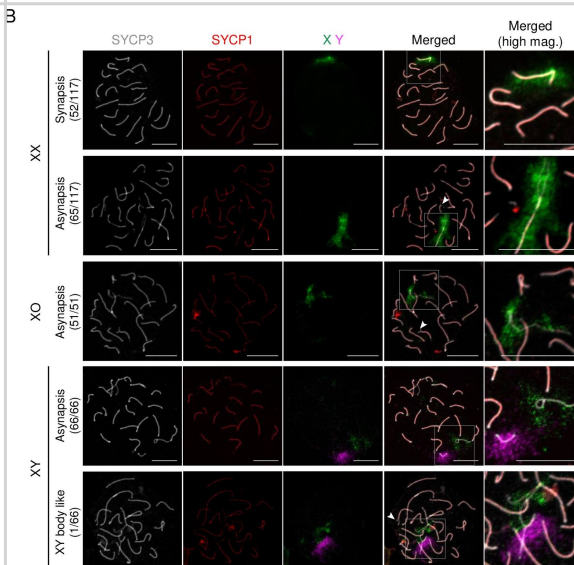 B
SYCP3 SYCP1 X Y Merged Merged
(high mag.)
XX
Synapsis
(52/117)
Asynapsis
(65/117)
XO
Asynapsis
(51/51)
XY
Asynapsis
(66/66)
XY body like
(1/66)